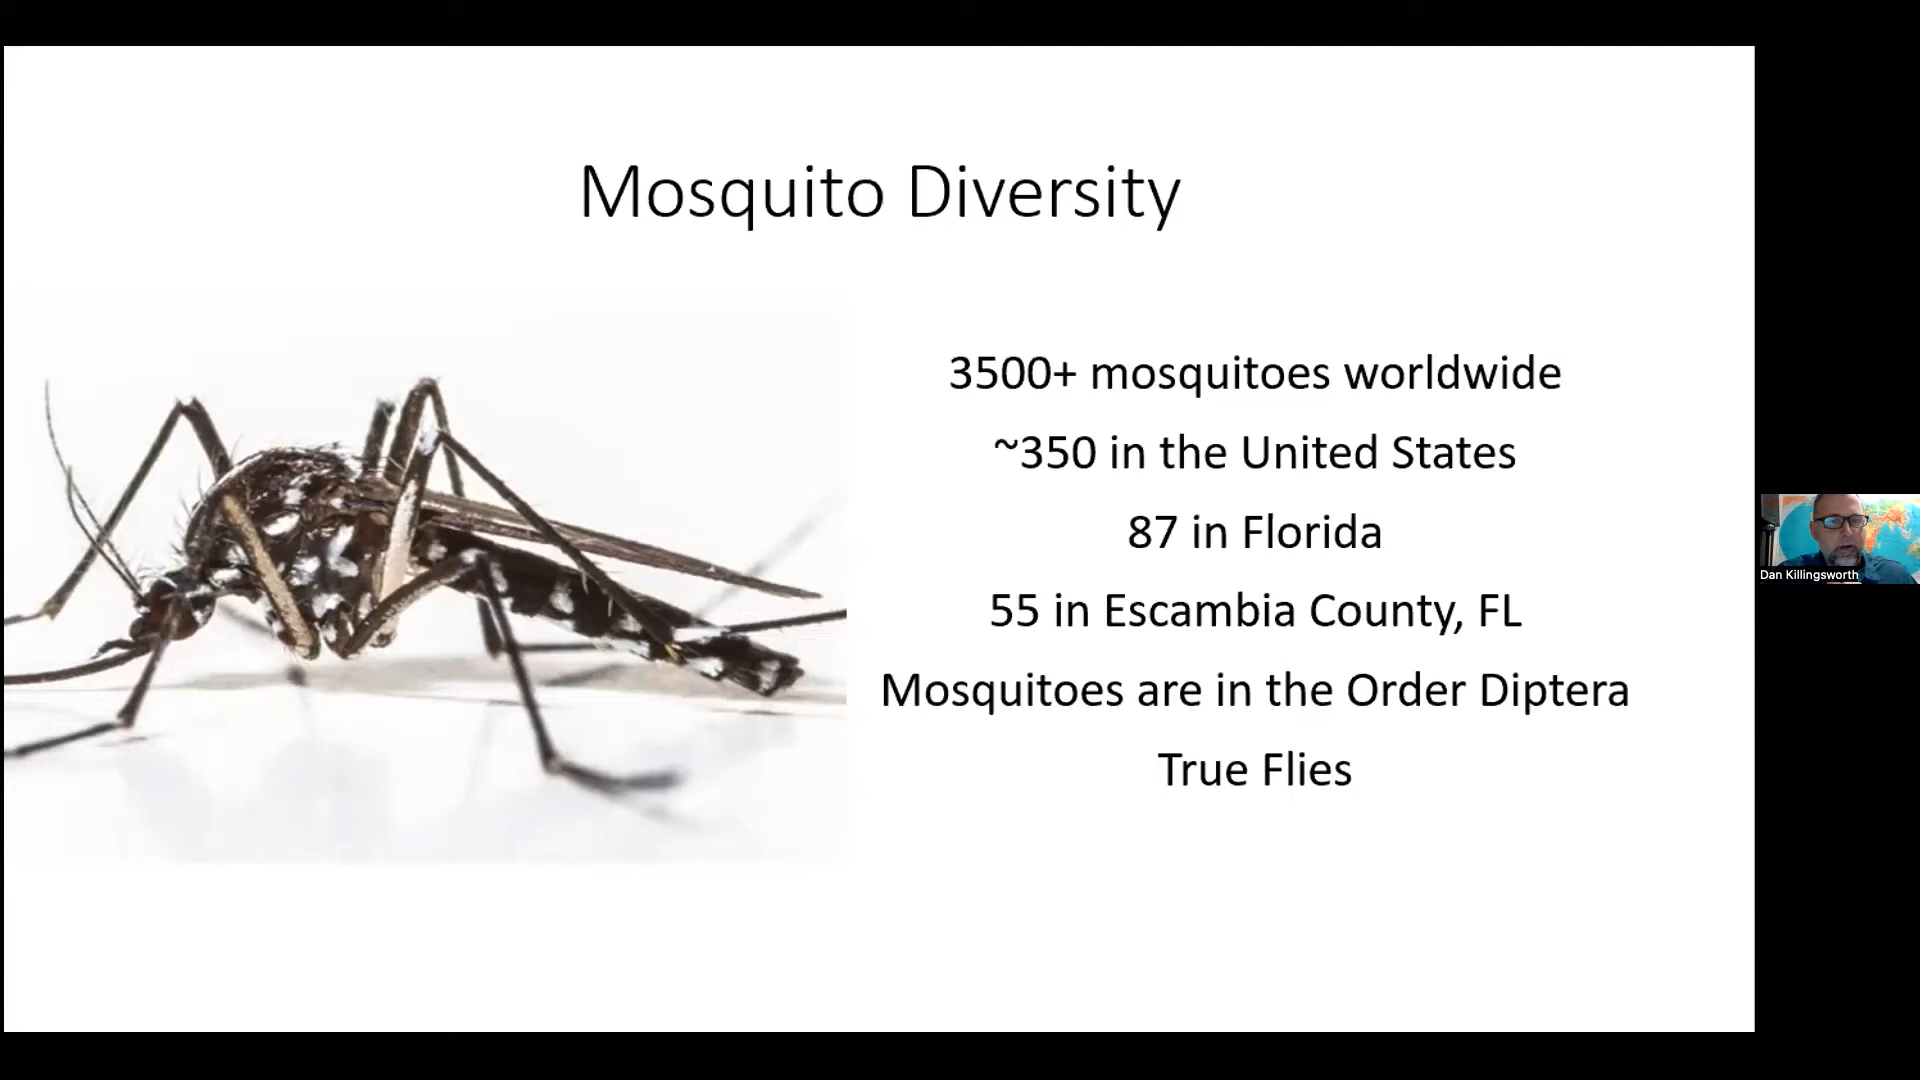 Mosquito Diversity
3500+ mosquitoes worldwide
~350 in the United States
87 in Florida
55 in Escambia County, FL
Mosquitoes are in the Order Diptera
True Flies
Dan Killingsworth